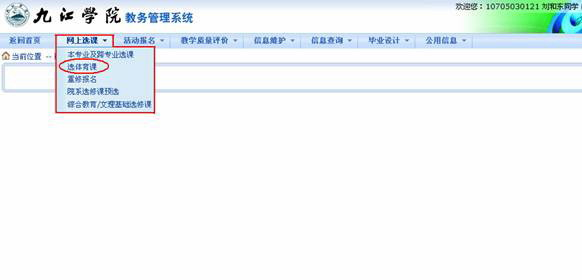 九江学院 教务管理系统
欢迎您：10705030121 刘和东同学
返回首页 网上选课 活动报名 教学质量评价 信息维护 信息查询 毕业设计 公用信息
当前位置 --
本专业及跨专业选课
选体育课
重修报名
院系选修课预选
综合教育/文理基础选修课